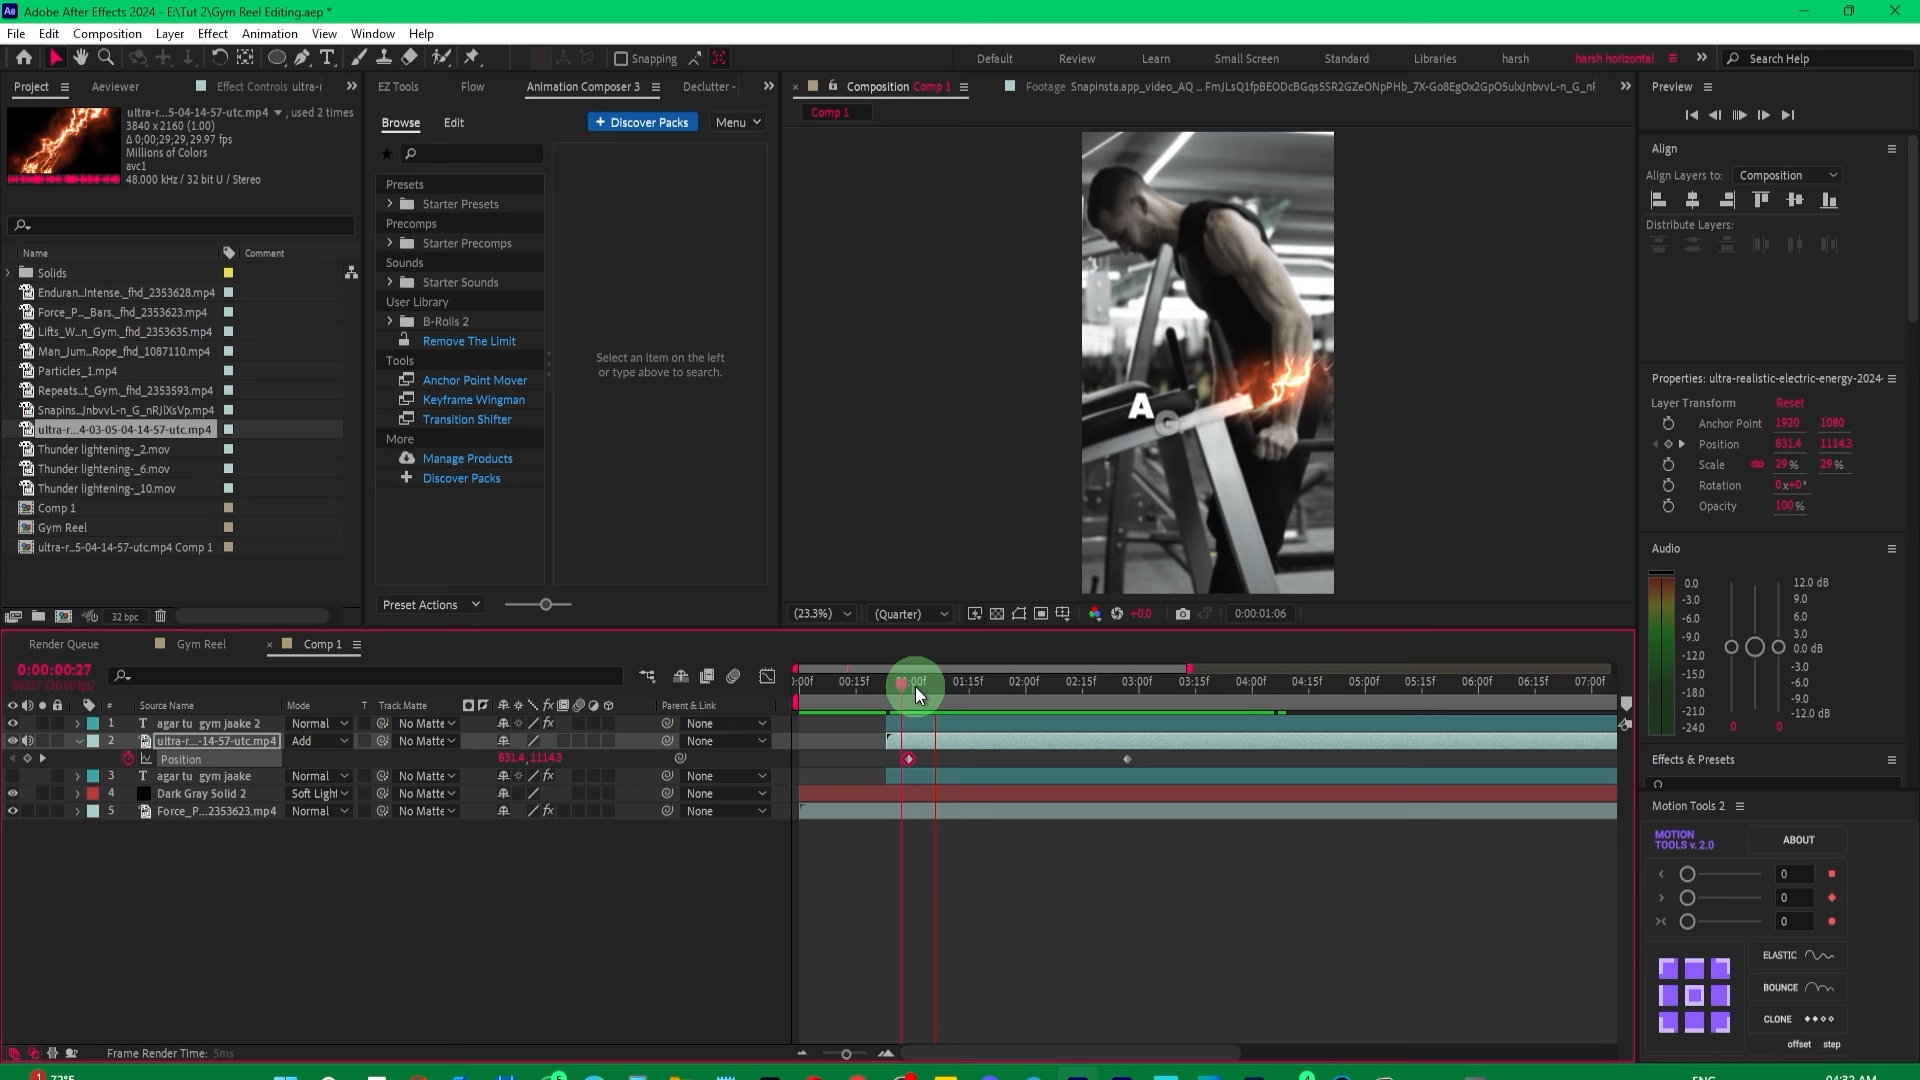 Adobe After Effects 2024 - E:\Tut 2\Gym Reel Editing.aep *
File Edit Composition Layer Effect Animation View Window Help
Snapping
Default Review Learn Small Screen Standard Libraries harsh harsh horizontal
Search Help
Project Aeviewer Effect Controls ultra-r
EZ Tools Flow Animation Composer 3 Declutter -
Composition Comp 1
Footage
Preview
ultra-r...5-04-14-57-utc.mp4 , used 2 times
3840 x 2160 (1.00)
Δ 0;00;29;29, 29.97 fps
Millions of Colors
avc1
48.000 kHz / 32 bit U / Stereo
Name Comment
Solids
Enduran...Intense._fhd_2353628.mp4
Force_P..._Bars._fhd_2353623.mp4
Lifts_W...n_Gym._fhd_2353635.mp4
Man_Jum...Rope_fhd_1087110.mp4
Particles_1.mp4
Repeats...t_Gym._fhd_2353593.mp4
ultra-r...4-03-05-04-14-57-utc.mp4
Thunder lightening-_2.mov
Thunder lightening-_6.mov
Thunder lightening-_10.mov
Comp 1
Gym Reel
ultra-r...5-04-14-57-utc.mp4 Comp 1
32 bpc
Browse Edit + Discover Packs Menu
Presets
Starter Presets
Precomps
Starter Precomps
Sounds
Starter Sounds
User Library
B-Rolls 2
Remove The Limit
Tools
Anchor Point Mover
Keyframe Wingman
Transition Shifter
More
Manage Products
Discover Packs
Select an item on the left
or type above to search.
Preset Actions
Comp 1
A
G
(23.3%) (Quarter) +0.0 0:00:01:06
Align
Align Layers to: Composition
Distribute Layers:
Properties: ultra-realistic-electric-energy-2024-
Layer Transform Reset
Anchor Point 1920 1080
Position 831.4 1114.3
Scale 29 % 29 %
Rotation 0x+0°
Opacity 100 %
Audio
0.0
-3.0
-6.0
-9.0
-12.0
-15.0
-18.0
-21.0
-24.0
12.0 dB
9.0
6.0
3.0
0.0 dB
-3.0
-6.0
-9.0
-12.0 dB
0 0
Effects & Presets
Motion Tools 2
MOTION
TOOLS v. 2.0
ABOUT
0
0
0
ELASTIC
BOUNCE
CLONE
offset step
Render Queue Gym Reel Comp 1
0:00:00:27
00027 (30.00 fps)
:00f 00:15f 01:00f 01:15f 02:00f 02:15f 03:00f 03:15f 04:00f 04:15f 05:00f 05:15f 06:00f 06:15f 07:00f
# Source Name Mode T Track Matte fx Parent & Link
1 T agar tu gym jaake 2 Normal No Matte fx None
2 ultra-r...-14-57-utc.mp4 Add No Matte None
Position 831.4, 1114.3
3 T agar tu gym jaake Normal No Matte fx None
4 Dark Gray Solid 2 Soft Light No Matte None
5 Force_P...2353623.mp4 Normal No Matte fx None
Frame Render Time: 5ms